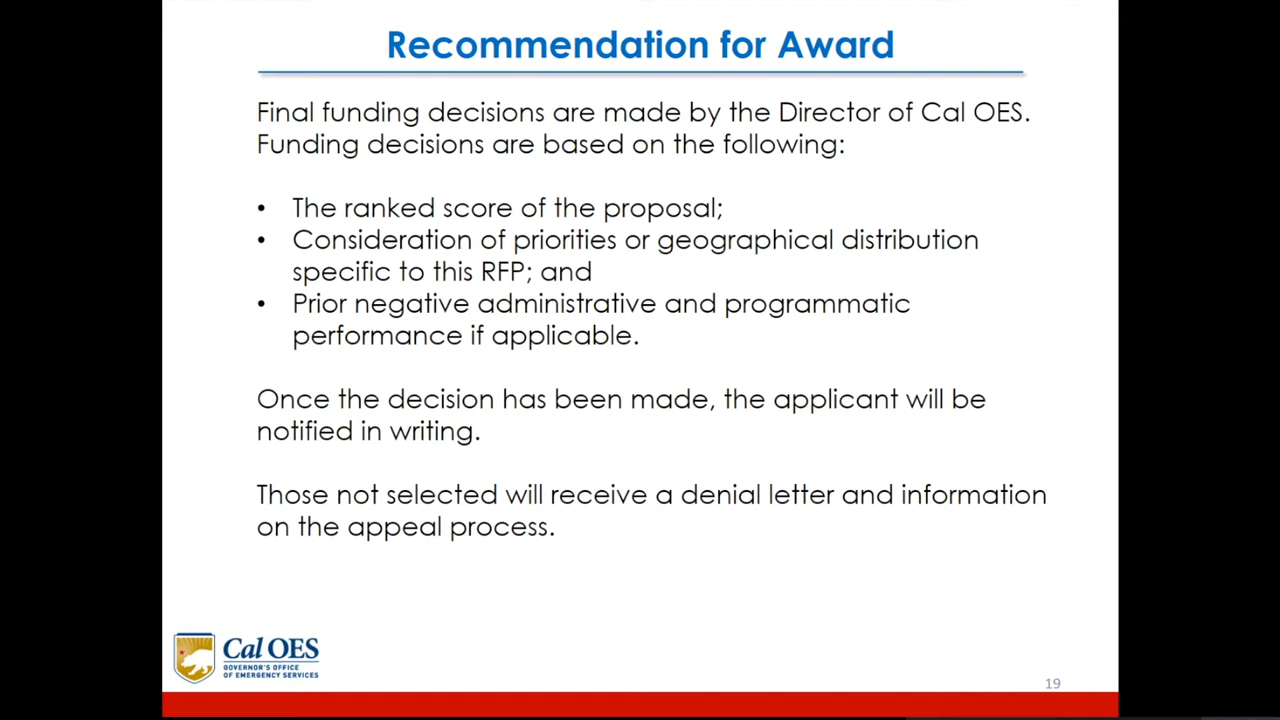 Recommendation for Award
Final funding decisions are made by the Director of Cal OES.
Funding decisions are based on the following:
• The ranked score of the proposal;
• Consideration of priorities or geographical distribution
specific to this RFP; and
• Prior negative administrative and programmatic
performance if applicable.
Once the decision has been made, the applicant will be
notified in writing.
Those not selected will receive a denial letter and information
on the appeal process.
Cal OES
GOVERNOR'S OFFICE
OF EMERGENCY SERVICES
19